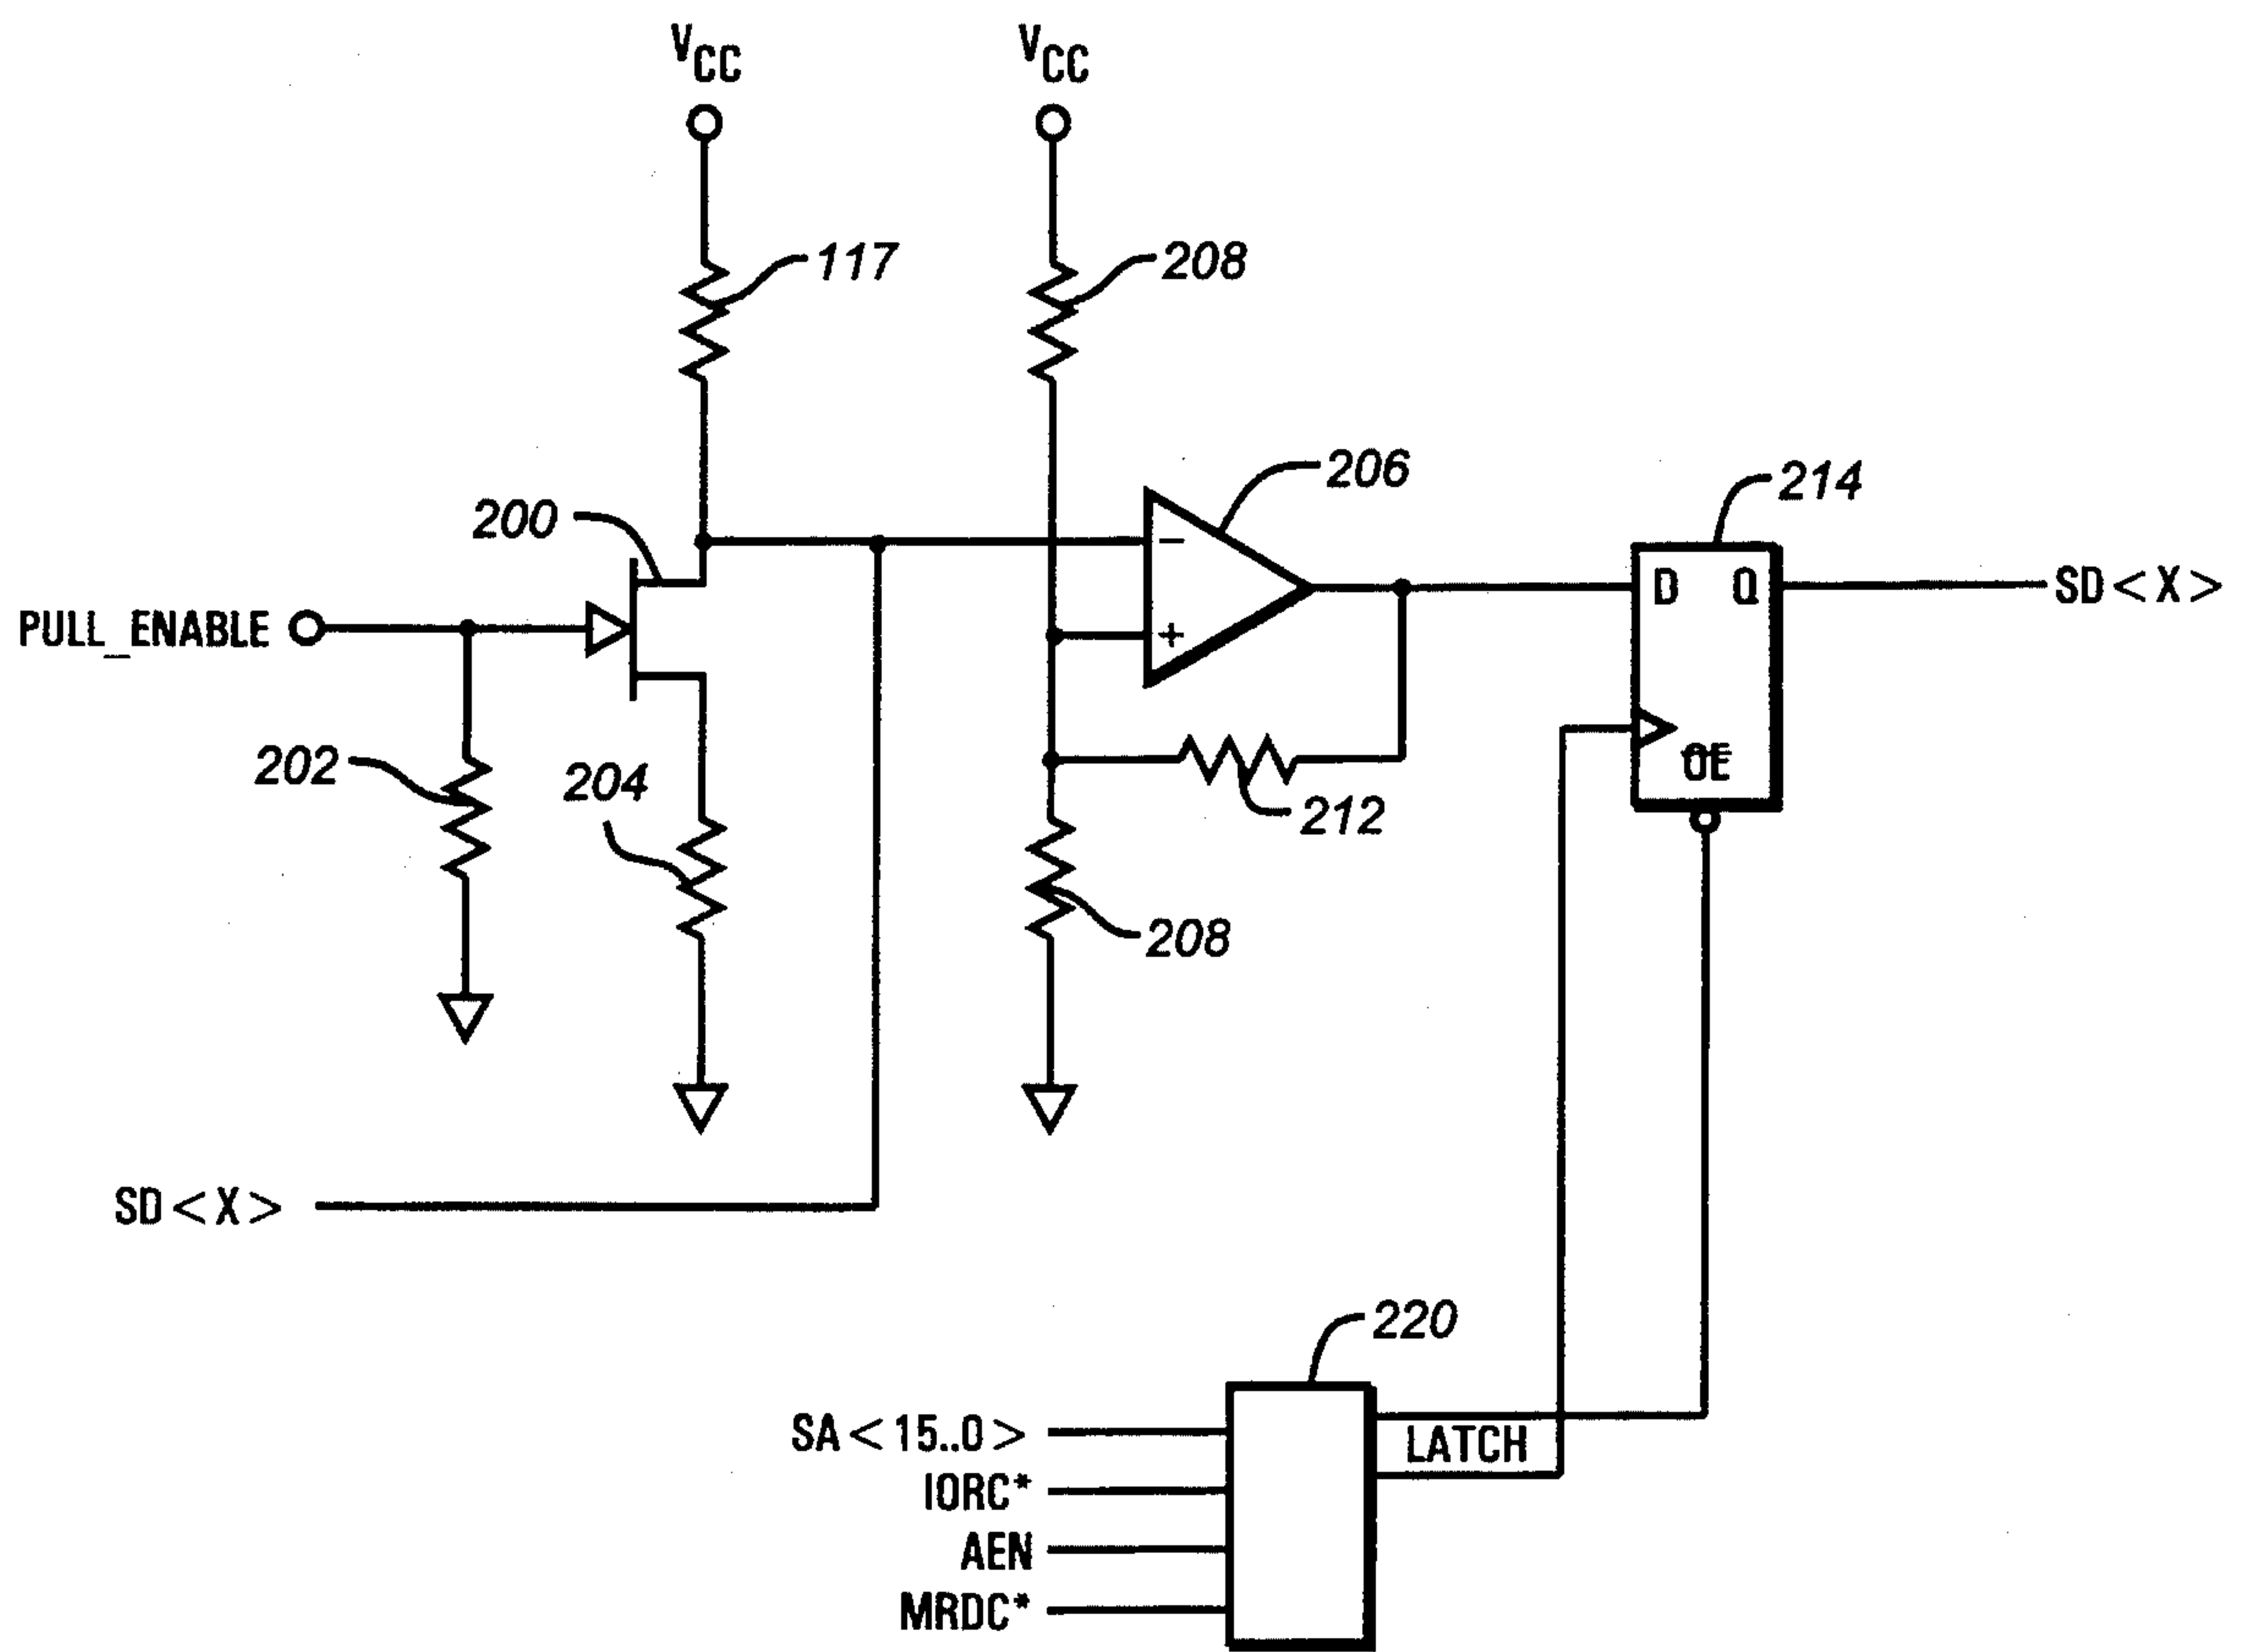 VCC
VCC
117
208
206
214
200
D Q
SD<X>
-
PULL_ENABLE
+
202
204
OE
212
208
SD<X>
220
SA<15..0>
LATCH
IORC*
AEN
MRDC*